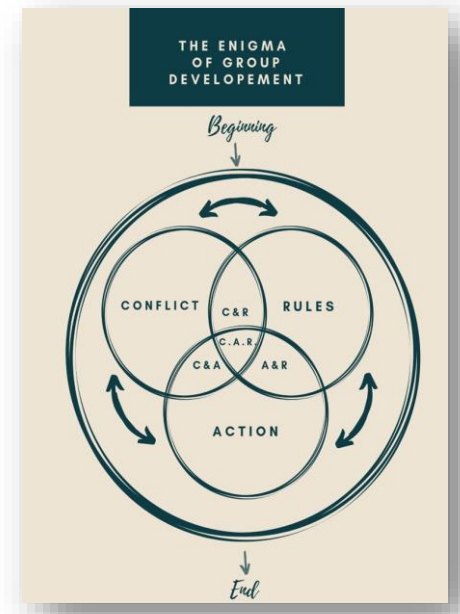 THE ENIGMA
OF GROUP
DEVELOPEMENT
Beginning
CONFLICT
C&R
RULES
C.A.R.
C&A
A&R
ACTION
End